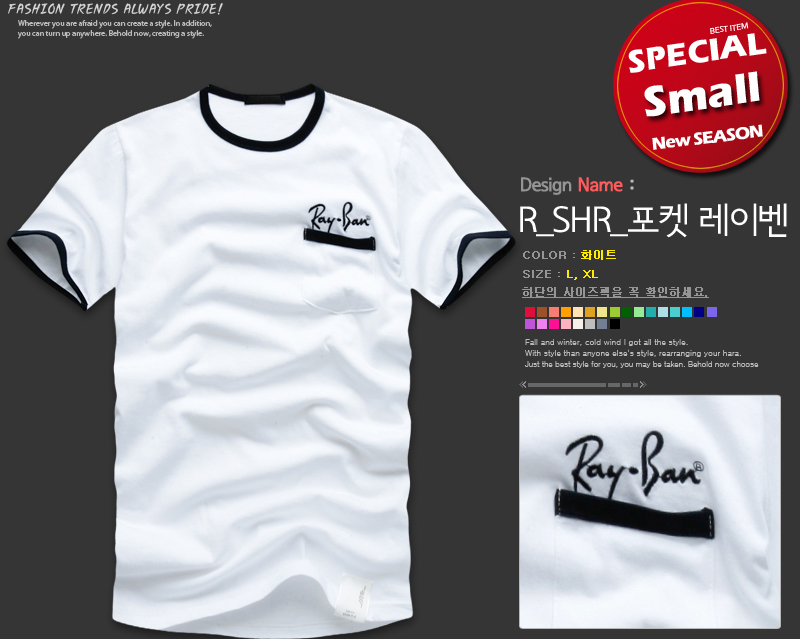 FASHION TRENDS ALWAYS PRIDE!
Wherever you are afraid you can create a style. In addition,
you can turn up anywhere. Behold now, creating a style.
BEST ITEM
SPECIAL
Small
New SEASON
Design Name :
R_SHR_포켓 레이벤
COLOR : 화이트
SIZE : L, XL
하단의 사이즈팩을 꼭 확인하세요.
Fall and winter, cold wind I got all the style.
With style than anyone else's style, rearranging your hara.
Just the best style for you, you may be taken. Behold now choose
Ray-Ban
Ray-Ban®